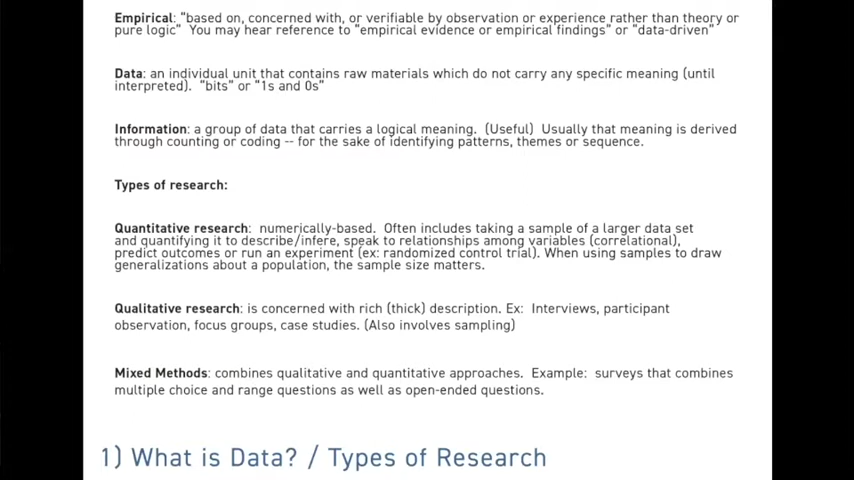 Empirical: "based on, concerned with, or verifiable by observation or experience rather than theory or
pure logic"  You may hear reference to "empirical evidence or empirical findings" or "data-driven"
Data: an individual unit that contains raw materials which do not carry any specific meaning (until
interpreted).  "bits" or "1s and 0s"
Information: a group of data that carries a logical meaning.  (Useful)  Usually that meaning is derived
through counting or coding -- for the sake of identifying patterns, themes or sequence.
Types of research:
Quantitative research:  numerically-based.  Often includes taking a sample of a larger data set
and quantifying it to describe/infere, speak to relationships among variables (correlational),
predict outcomes or run an experiment (ex: randomized control trial). When using samples to draw
generalizations about a population, the sample size matters.
Qualitative research: is concerned with rich (thick) description. Ex:  Interviews, participant
observation, focus groups, case studies. (Also involves sampling)
Mixed Methods: combines qualitative and quantitative approaches.  Example:  surveys that combines
multiple choice and range questions as well as open-ended questions.
1) What is Data? / Types of Research